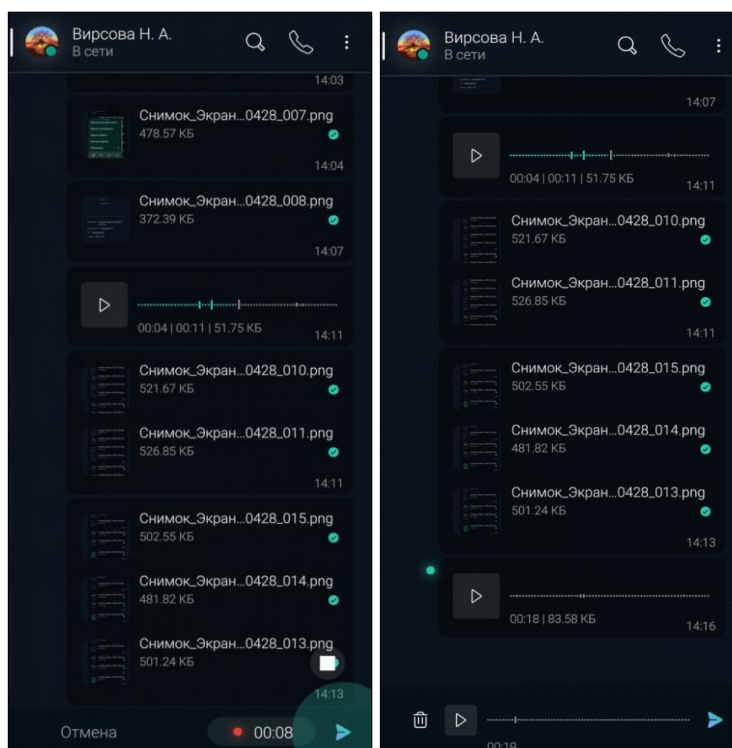 Вирсова Н. А.
В сети
14:03
Снимок_Экран...0428_007.png
478.57 КБ
14:04
Снимок_Экран...0428_008.png
372.39 КБ
14:07
00:04 | 00:11 | 51.75 КБ
14:11
Снимок_Экран...0428_010.png
521.67 КБ
Снимок_Экран...0428_011.png
526.85 КБ
14:11
Снимок_Экран...0428_015.png
502.55 КБ
Снимок_Экран...0428_014.png
481.82 КБ
Снимок_Экран...0428_013.png
501.24 КБ
14:13
Отмена
00:08
Вирсова Н. А.
В сети
14:07
00:04 | 00:11 | 51.75 КБ
14:11
Снимок_Экран...0428_010.png
521.67 КБ
Снимок_Экран...0428_011.png
526.85 КБ
14:11
Снимок_Экран...0428_015.png
502.55 КБ
Снимок_Экран...0428_014.png
481.82 КБ
Снимок_Экран...0428_013.png
501.24 КБ
14:13
00:18 | 83.58 КБ
14:16
00:19